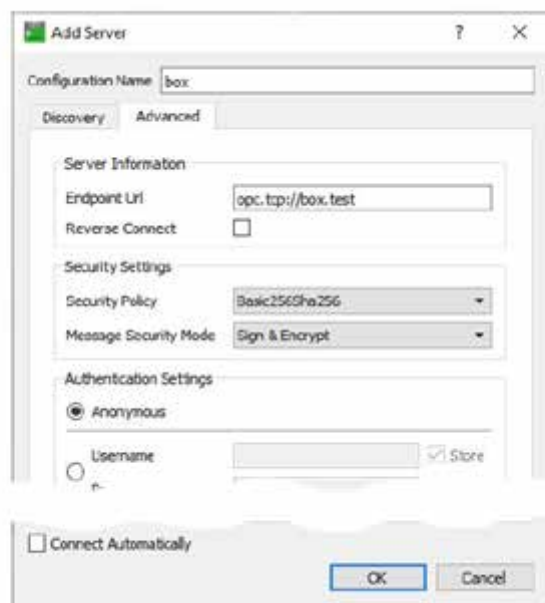 Add Server ? ×
Configuration Name box
Discovery Advanced
Server Information
Endpoint Url opc.tcp://box.test
Reverse Connect
Security Settings
Security Policy Basic256Sha256
Message Security Mode Sign & Encrypt
Authentication Settings
Anonymous
Username Store
Connect Automatically
OK Cancel